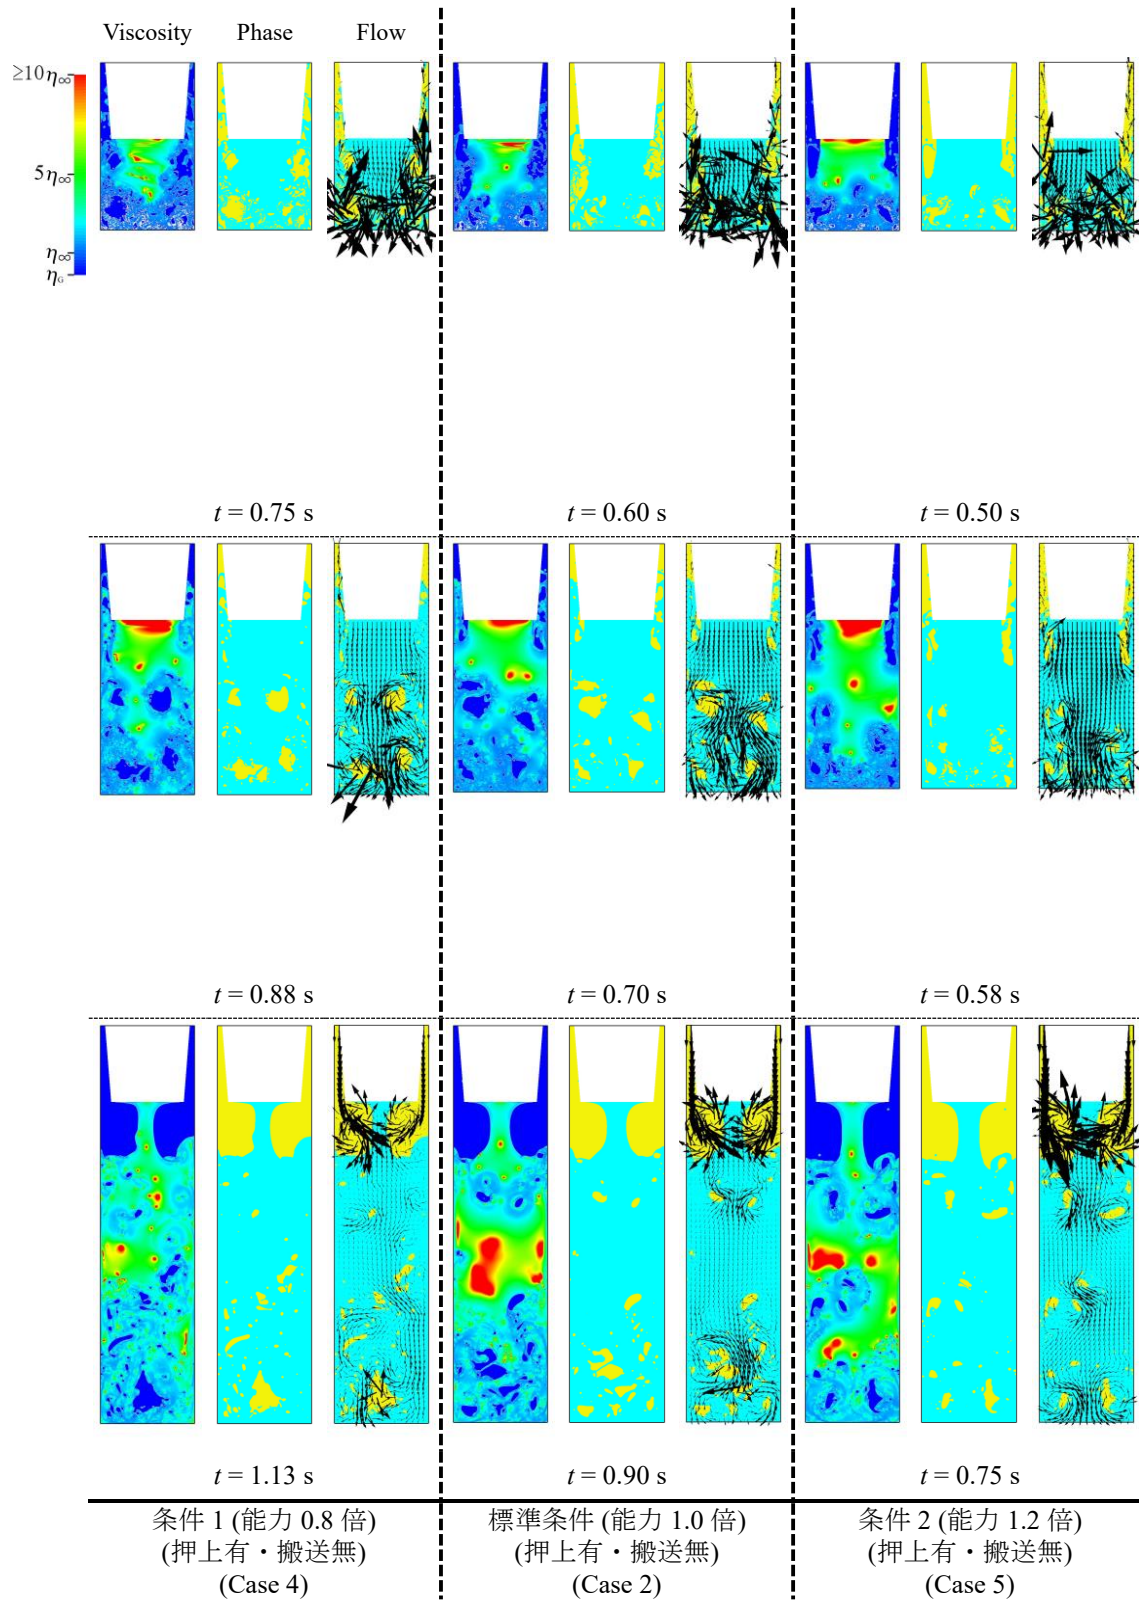 Viscosity Phase Flow
≥10η∞
5η∞
η∞
ηG
t = 0.75 s t = 0.60 s t = 0.50 s
t = 0.88 s t = 0.70 s t = 0.58 s
t = 1.13 s t = 0.90 s t = 0.75 s
条件 1 (能力 0.8 倍)
(押上有・搬送無)
(Case 4)
標準条件 (能力 1.0 倍)
(押上有・搬送無)
(Case 2)
条件 2 (能力 1.2 倍)
(押上有・搬送無)
(Case 5)